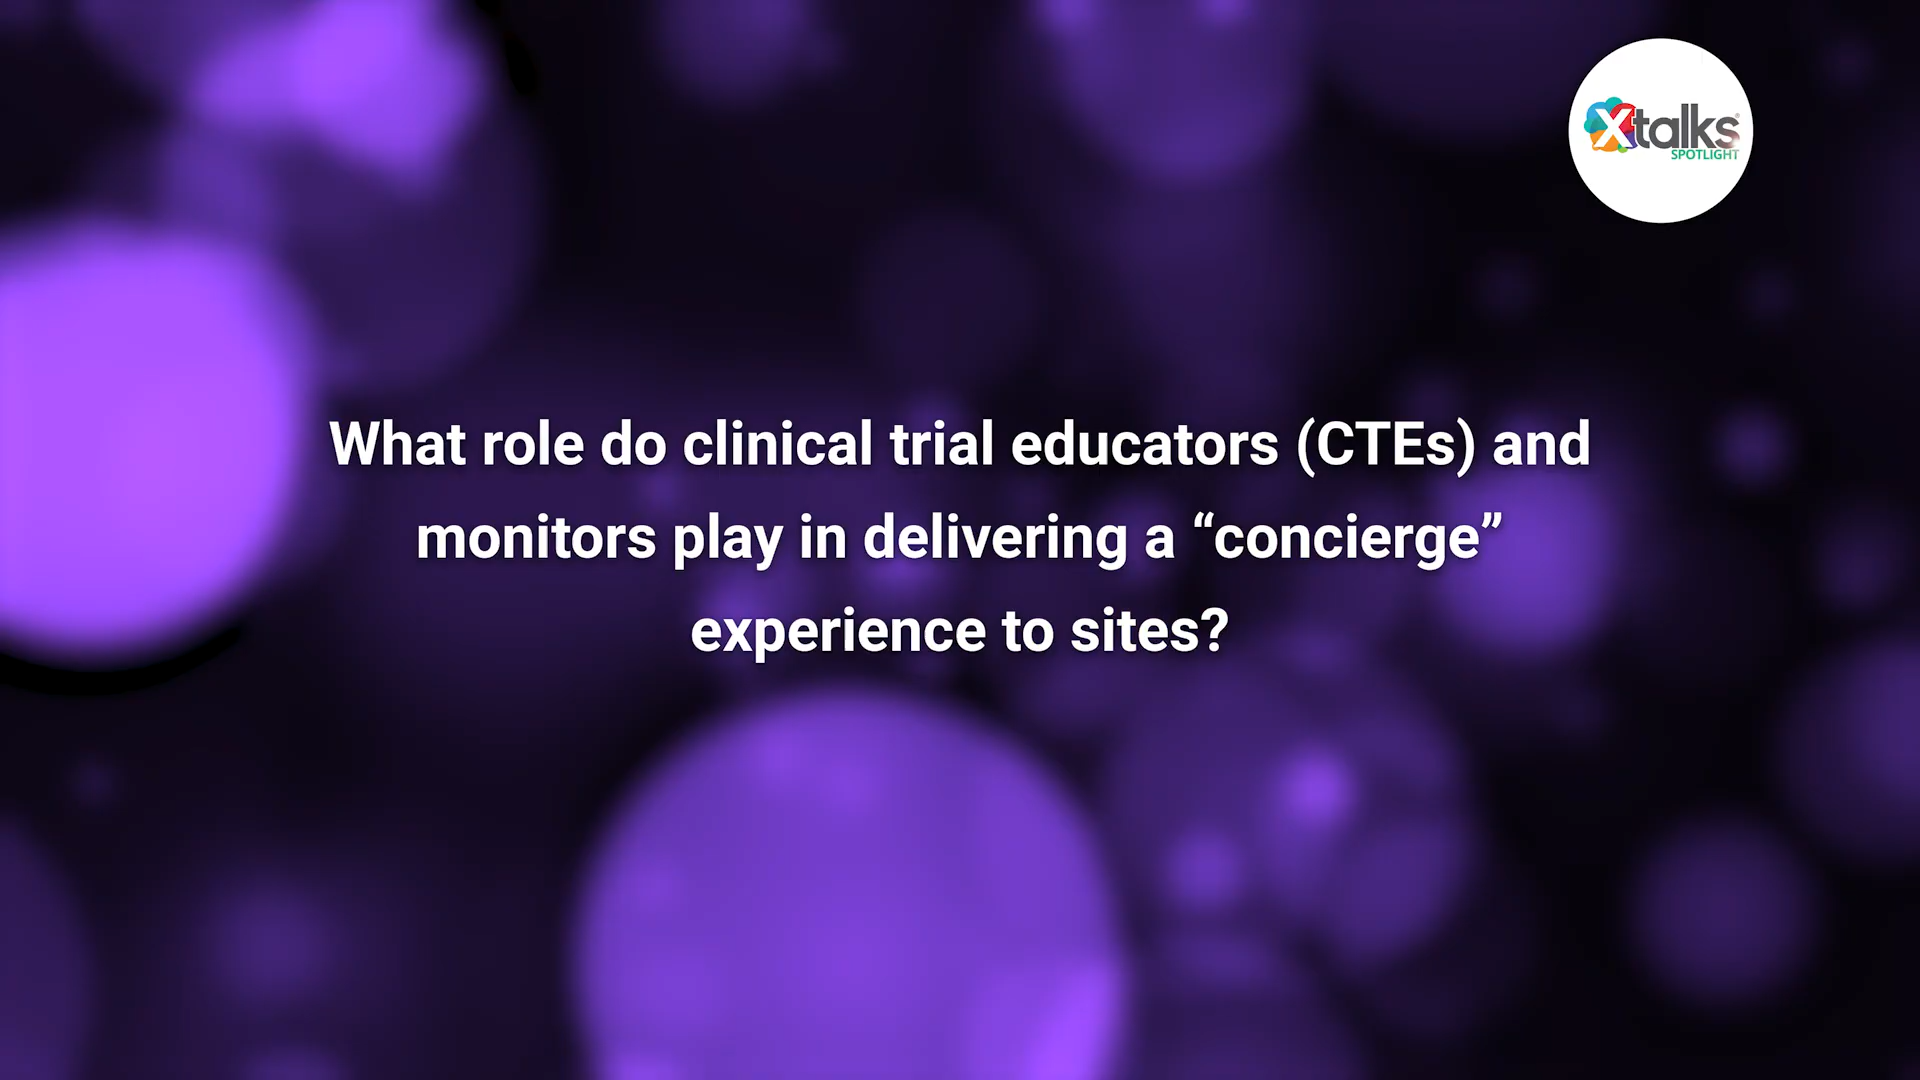 Xtalks
SPOTLIGHT
What role do clinical trial educators (CTEs) and
monitors play in delivering a “concierge”
experience to sites?